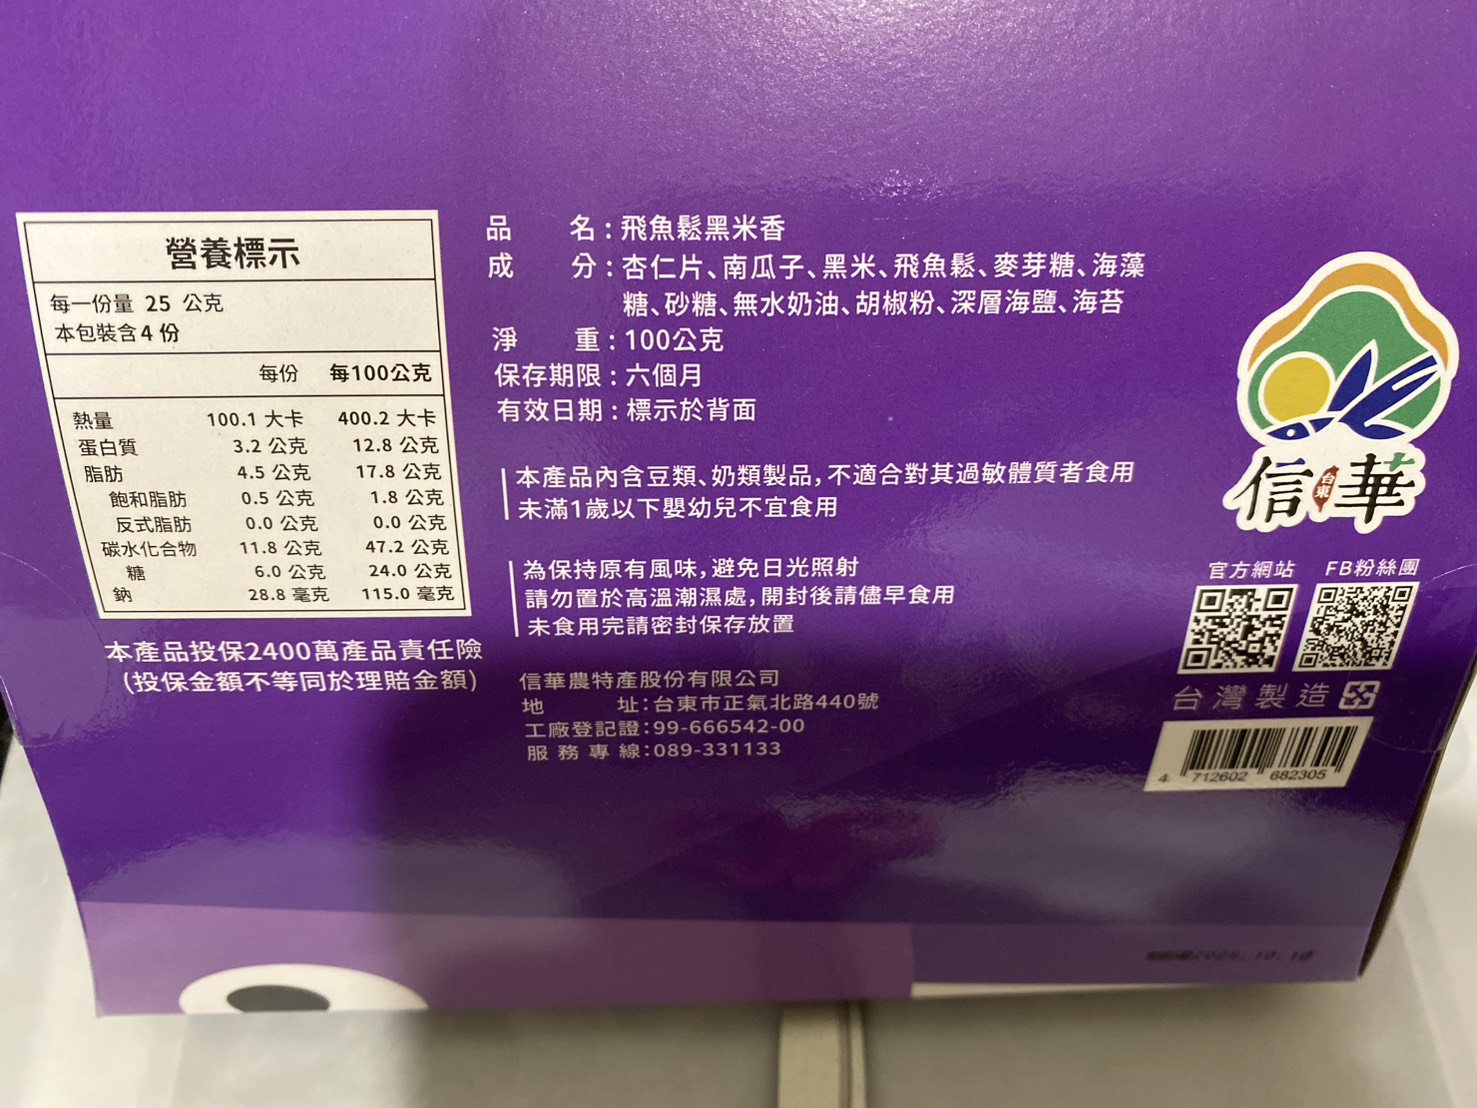 營養標示
每一份量 25 公克
本包裝含4份
每份 每100公克
熱量 100.1 大卡 400.2 大卡
蛋白質 3.2 公克 12.8 公克
脂肪 4.5 公克 17.8 公克
飽和脂肪 0.5 公克 1.8 公克
反式脂肪 0.0 公克 0.0 公克
碳水化合物 11.8 公克 47.2 公克
糖 6.0 公克 24.0 公克
鈉 28.8 毫克 115.0 毫克
本產品投保2400萬產品責任險
(投保金額不等同於理賠金額)
品名:飛魚鬆黑米香
成分:杏仁片、南瓜子、黑米、飛魚鬆、麥芽糖、海藻
糖、砂糖、無水奶油、胡椒粉、深層海鹽、海苔
淨重:100公克
保存期限:六個月
有效日期:標示於背面
本產品內含豆類、奶類製品,不適合對其過敏體質者食用
未滿1歲以下嬰幼兒不宜食用
為保持原有風味,避免日光照射
請勿置於高溫潮濕處,開封後請儘早食用
未食用完請密封保存放置
信華農特產股份有限公司
地址:台東市正氣北路440號
工廠登記證:99-666542-00
服務專線:089-331133
信台東華
官方網站 FB粉絲團
台灣製造
4 712602 682305